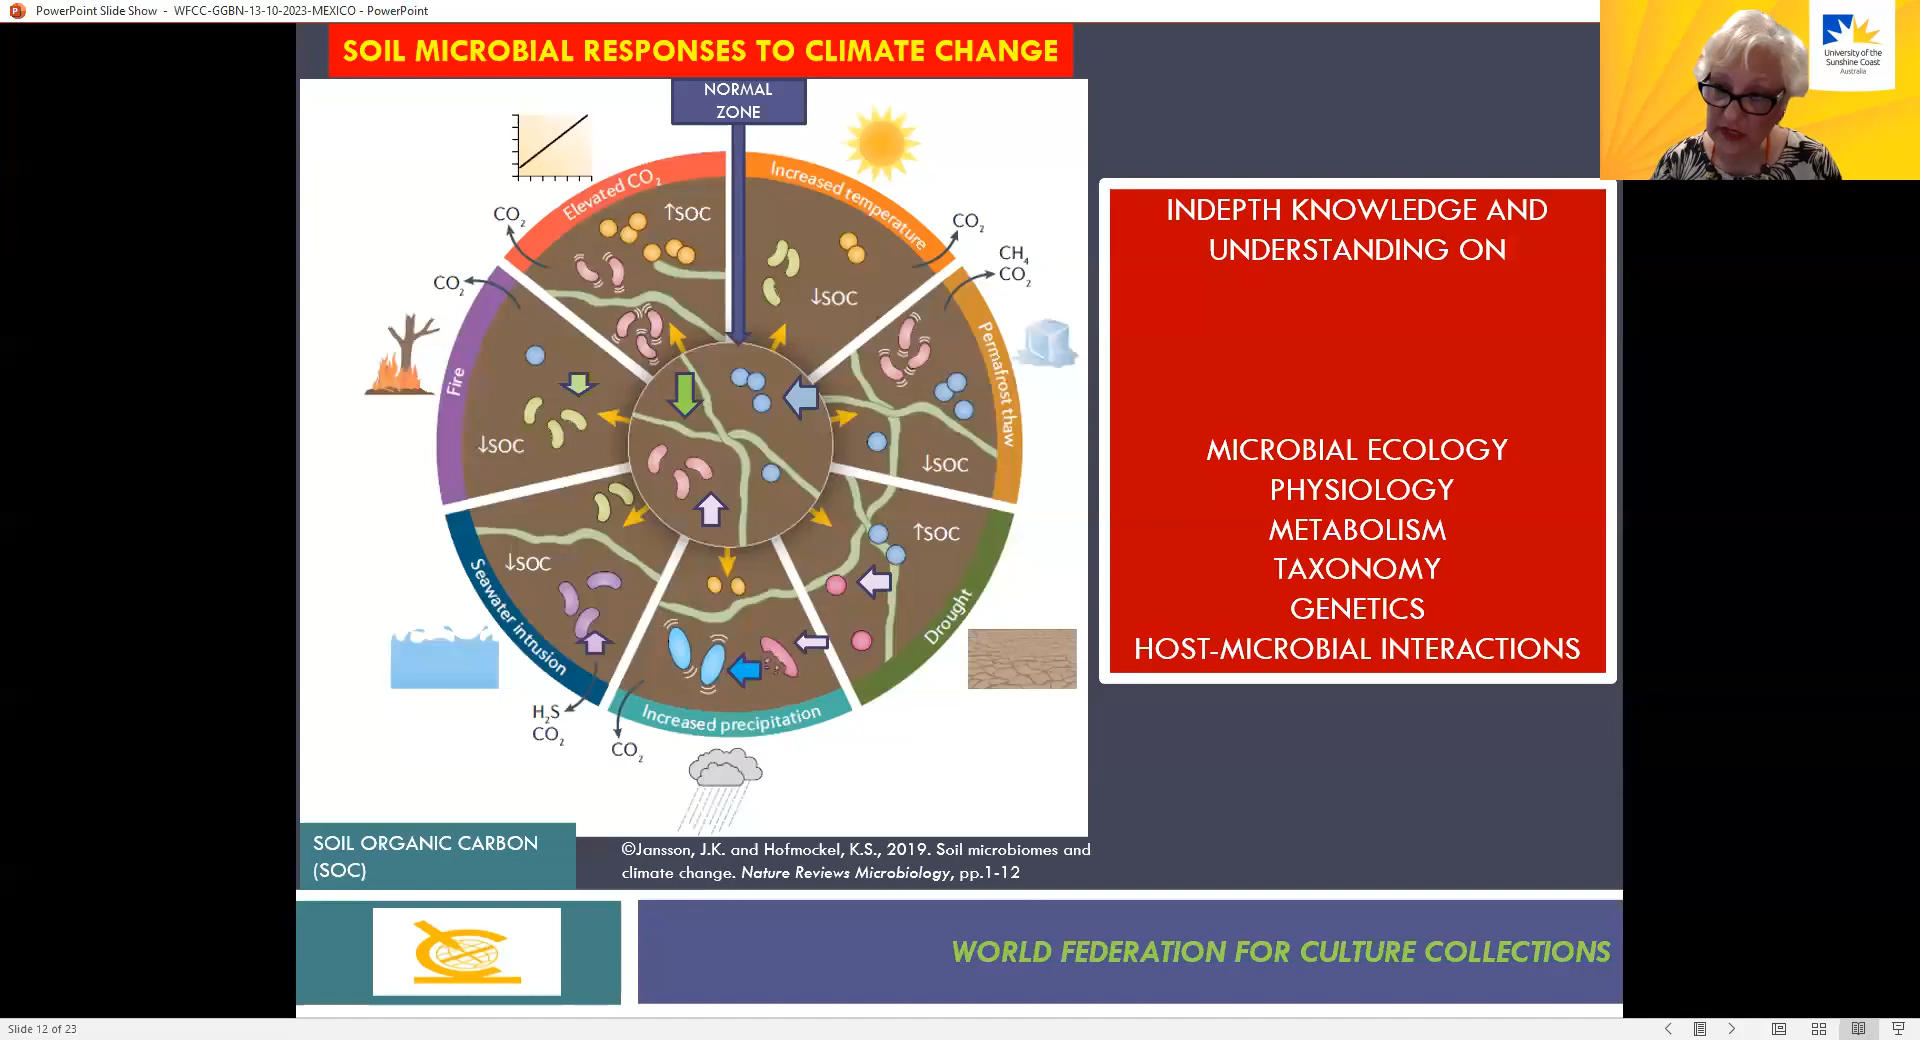 PowerPoint Slide Show - WFCC-GGBN-13-10-2023-MEXICO - PowerPoint
University of the
Sunshine Coast
Australia
SOIL MICROBIAL RESPONSES TO CLIMATE CHANGE
NORMAL
ZONE
Elevated CO₂
Increased temperature
CO₂
↑SOC
CO₂
CH₄
CO₂
CO₂
↓SOC
Permafrost thaw
Fire
↓SOC
↓SOC
↓SOC
↑SOC
Seawater intrusion
Drought
H₂S
CO₂
Increased precipitation
CO₂
INDEPTH KNOWLEDGE AND
UNDERSTANDING ON
MICROBIAL ECOLOGY
PHYSIOLOGY
METABOLISM
TAXONOMY
GENETICS
HOST-MICROBIAL INTERACTIONS
SOIL ORGANIC CARBON
(SOC)
©Jansson, J.K. and Hofmockel, K.S., 2019. Soil microbiomes and
climate change. Nature Reviews Microbiology, pp.1-12
WORLD FEDERATION FOR CULTURE COLLECTIONS
Slide 12 of 23